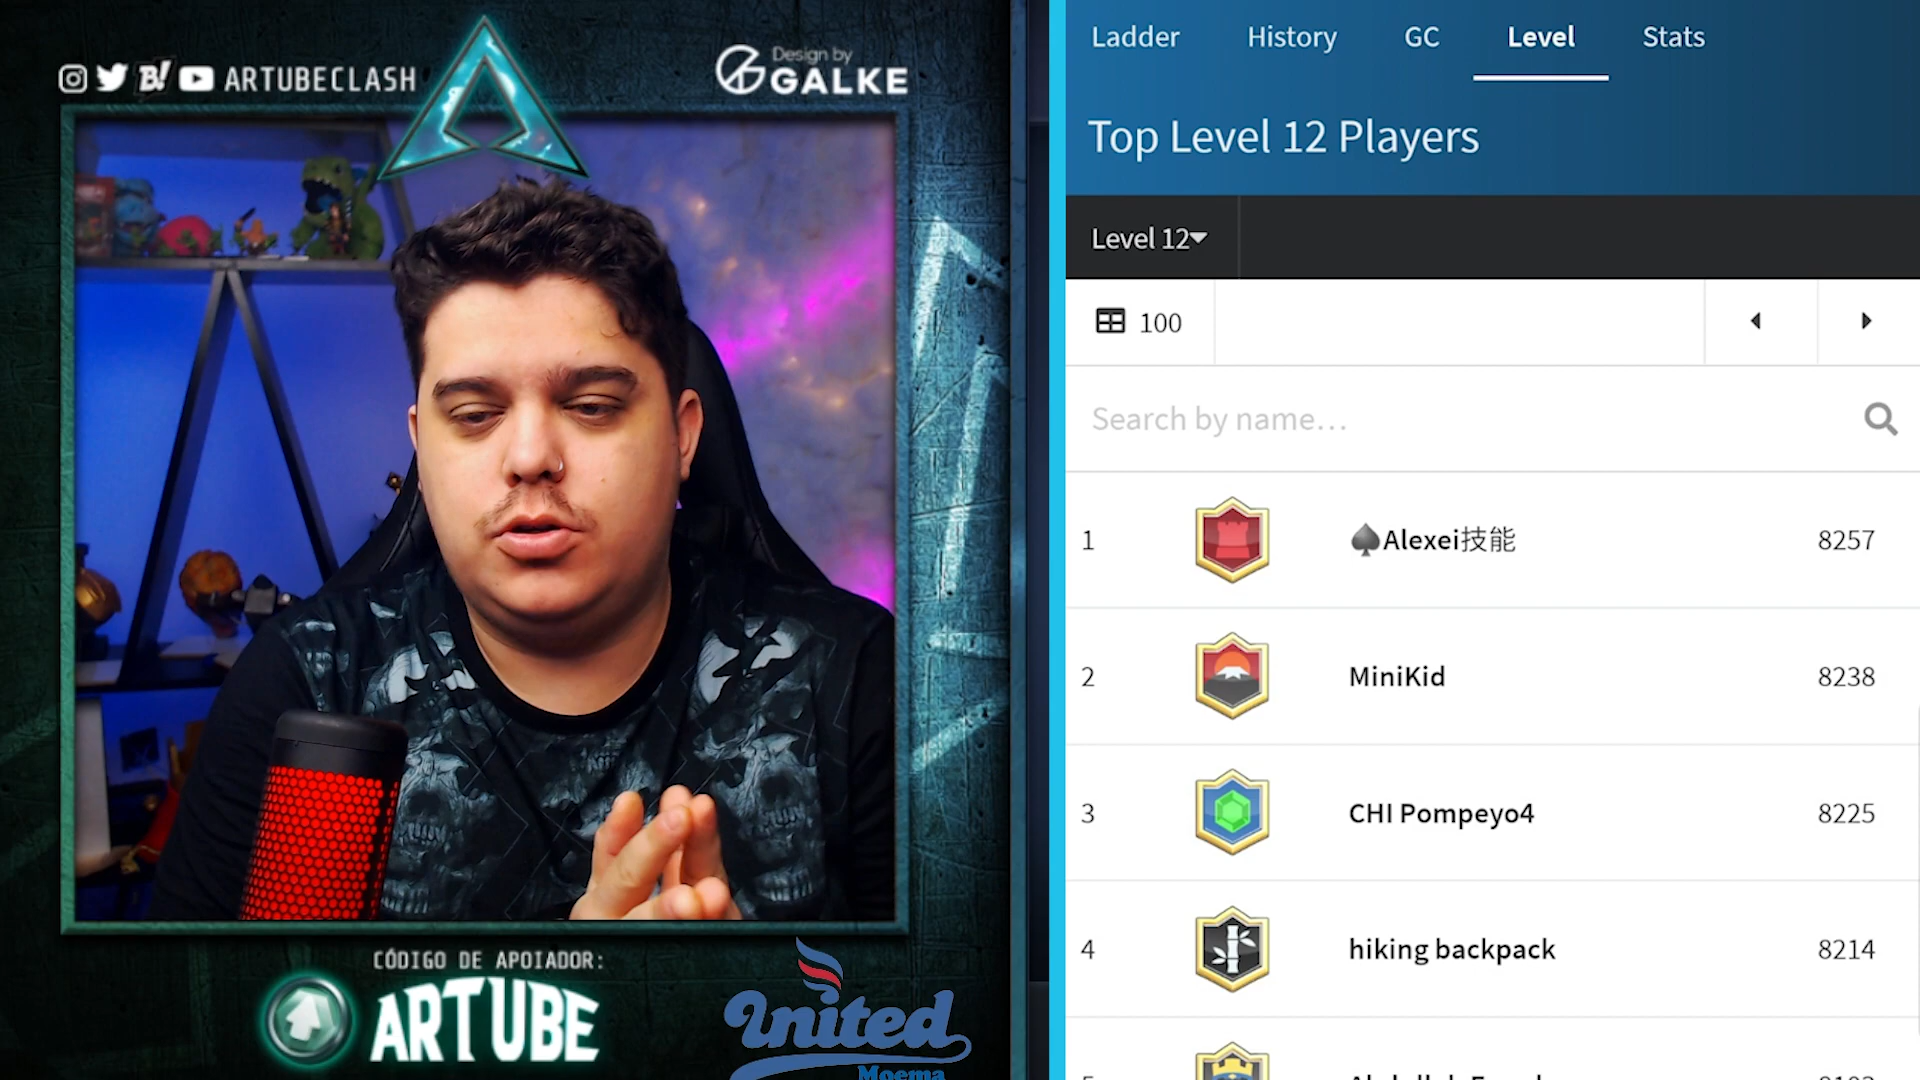 ARTUBECLASH
Design by
GALKE
CÓDIGO DE APOIADOR:
ARTUBE
United
Moema
Ladder History GC Level Stats
Top Level 12 Players
Level 12
100
Search by name...
1 ♠Alexei技能 8257
2 MiniKid 8238
3 CHI Pompeyo4 8225
4 hiking backpack 8214